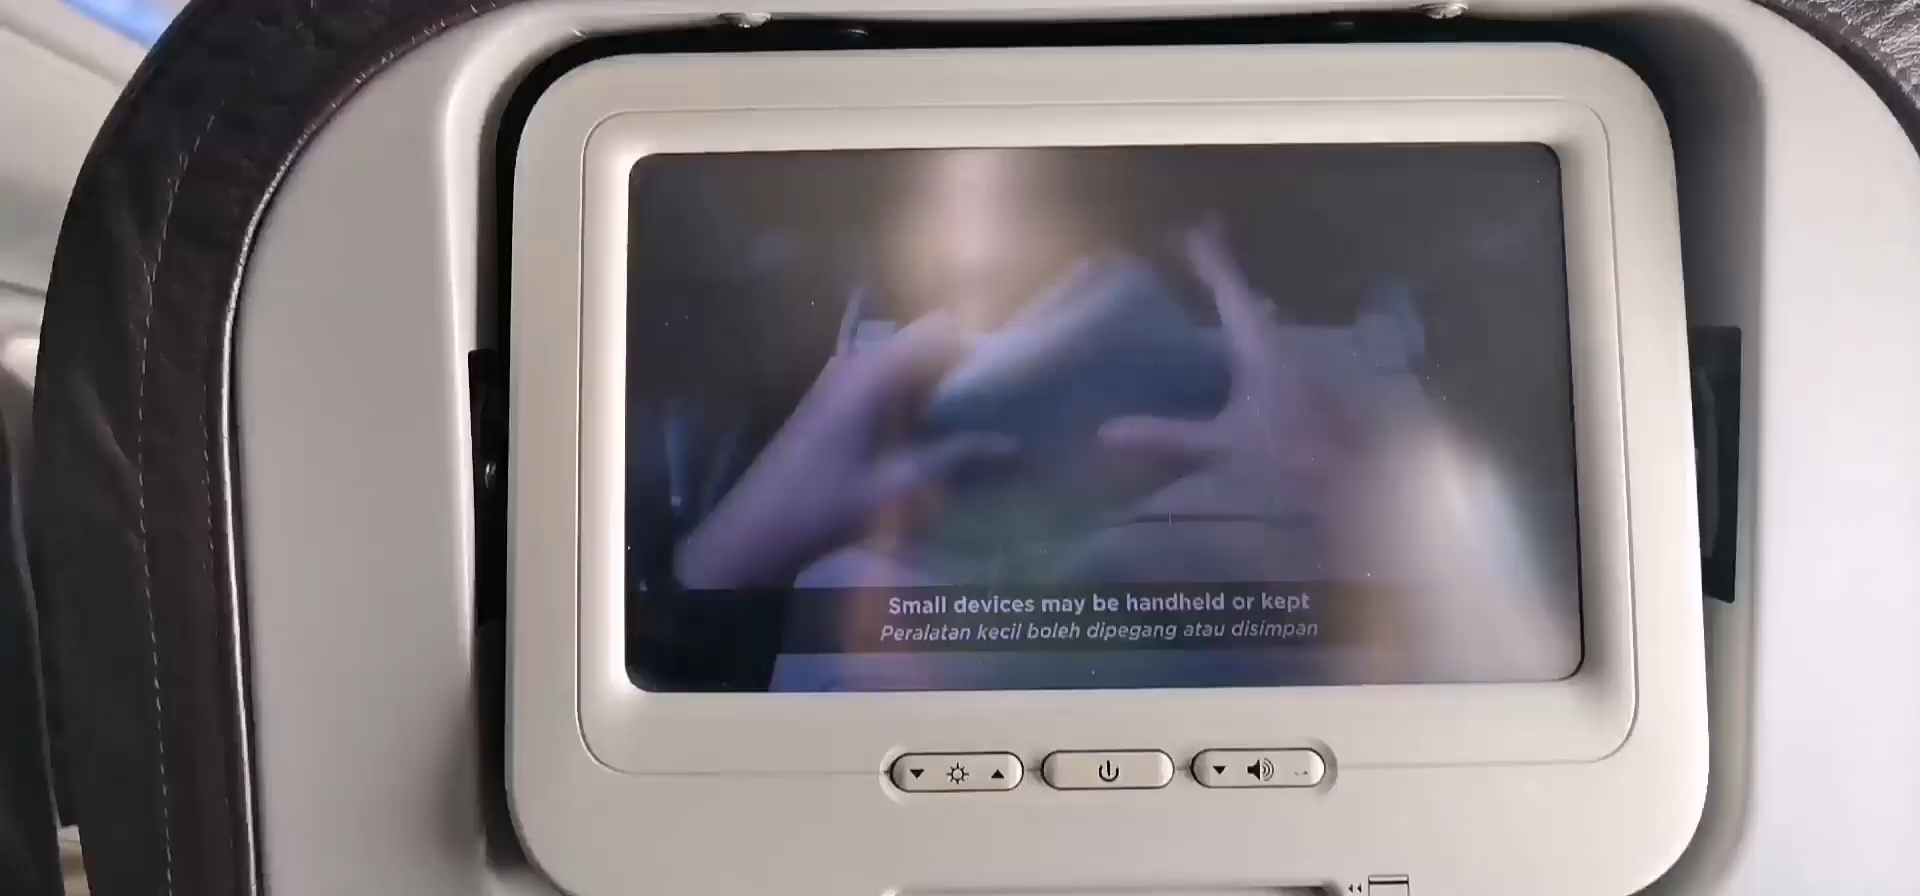 Small devices may be handheld or kept
Peralatan kecil boleh dipegang atau disimpan